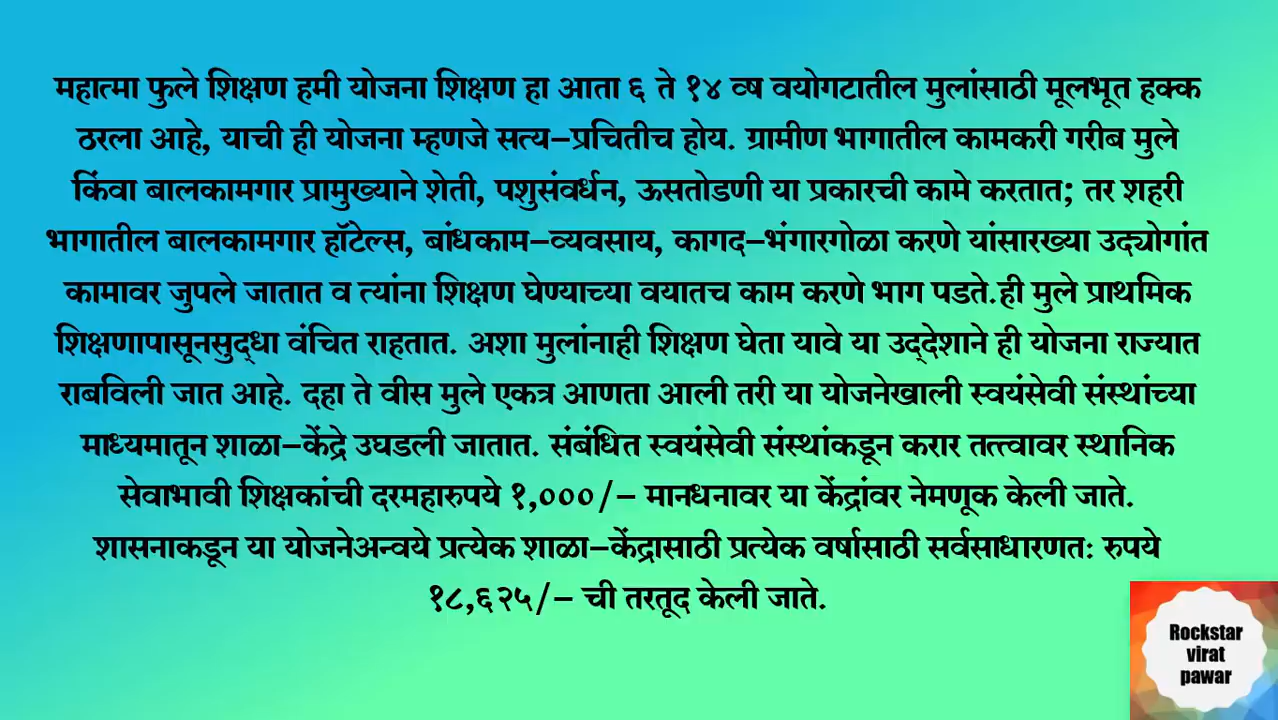 महात्मा फुले शिक्षण हमी योजना शिक्षण हा आता ६ ते १४ व्ष वयोगटातील मुलांसाठी मूलभूत हक्क
ठरला आहे, याची ही योजना म्हणजे सत्य-प्रचितीच होय. ग्रामीण भागातील कामकरी गरीब मुले
किंवा बालकामगार प्रामुख्याने शेती, पशुसंवर्धन, ऊसतोडणी या प्रकारची कामे करतात; तर शहरी
भागातील बालकामगार हॉटेल्स, बांधकाम-व्यवसाय, कागद-भंगारगोळा करणे यांसारख्या उद्योगांत
कामावर जुपले जातात व त्यांना शिक्षण घेण्याच्या वयातच काम करणे भाग पडते.ही मुले प्राथमिक
शिक्षणापासूनसुद्धा वंचित राहतात. अशा मुलांनाही शिक्षण घेता यावे या उद्देशाने ही योजना राज्यात
राबविली जात आहे. दहा ते वीस मुले एकत्र आणता आली तरी या योजनेखाली स्वयंसेवी संस्थांच्या
माध्यमातून शाळा-केंद्रे उघडली जातात. संबंधित स्वयंसेवी संस्थांकडून करार तत्त्वावर स्थानिक
सेवाभावी शिक्षकांची दरमहारुपये १,०००/- मानधनावर या केंद्रांवर नेमणूक केली जाते.
शासनाकडून या योजनेअन्वये प्रत्येक शाळा-केंद्रासाठी प्रत्येक वर्षासाठी सर्वसाधारणतः रुपये
१८,६२५/- ची तरतूद केली जाते.
Rockstar
virat
pawar